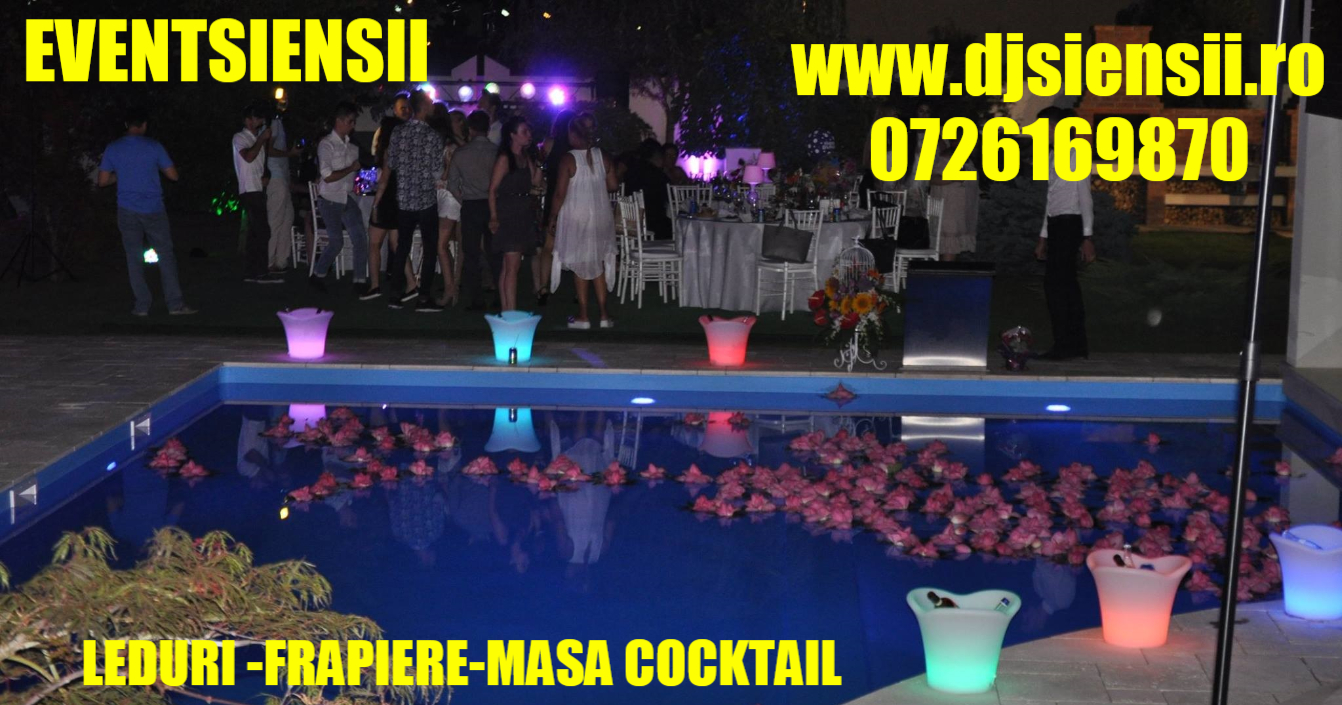 EVENTSIENSII
www.djsiensii.ro
0726169870
LEDURI -FRAPIERE-MASA COCKTAIL